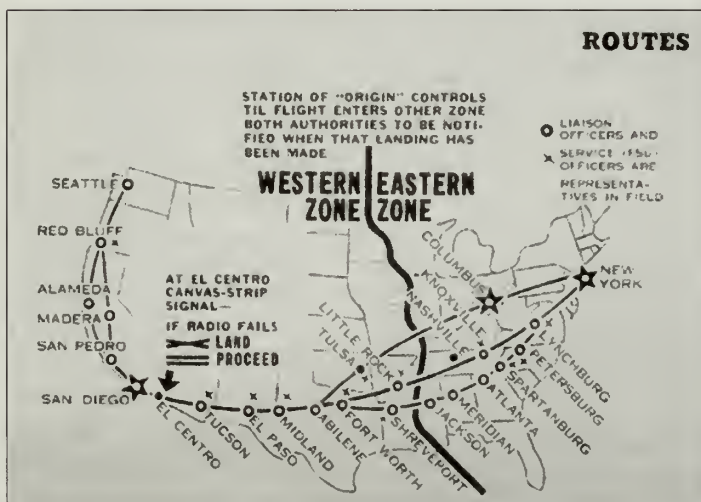 ROUTES
STATION OF "ORIGIN" CONTROLS
TIL FLIGHT ENTERS OTHER ZONE
BOTH AUTHORITIES TO BE NOTI-
FIED WHEN THAT LANDING HAS
BEEN MADE
LIAISON
OFFICERS AND
SERVICE (FSU)
OFFICERS ARE
REPRESENTA-
TIVES IN FIELD
WESTERN EASTERN
ZONE ZONE
SEATTLE
RED BLUFF
ALAMEDA
MADERA
SAN PEDRO
SAN DIEGO
AT EL CENTRO
CANVAS-STRIP
SIGNAL—
IF RADIO FAILS
LAND
PROCEED
EL CENTRO
TUCSON
EL PASO
MIDLAND
ABILENE
FORT WORTH
SHREVEPORT
JACKSON
MERIDIAN
ATLANTA
SPARTANBURG
PETERSBURG
LYNCHBURG
NEW
YORK
COLUMBUS
KNOXVILLE
NASHVILLE
LITTLE ROCK
TULSA